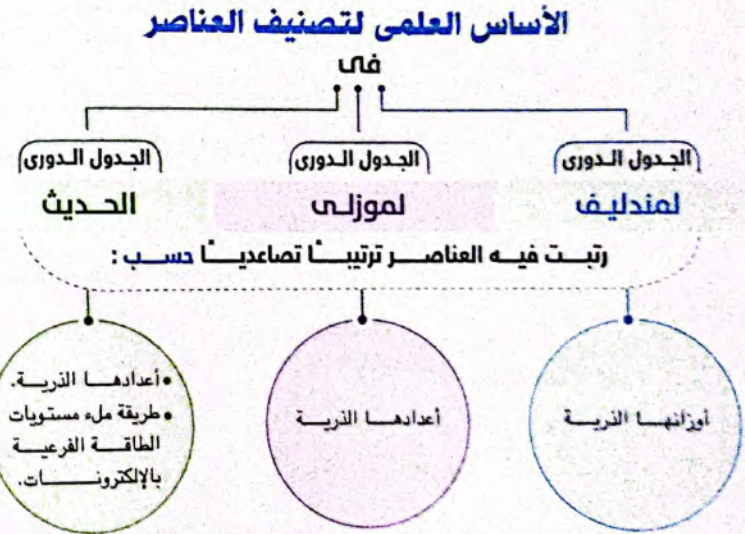 الأساس العلمى لتصنيف العناصر
فى
الجدول الدورى
لمندليف
الجدول الدورى
لموزلى
الجدول الدورى
الحديث
رتبت فيه العناصر ترتيبًا تصاعديًا حسب :
أوزانها الذرية
أعدادها الذرية
• أعدادها الذرية.
• طريقة ملء مستويات
الطاقة الفرعية
بالإلكترونات.